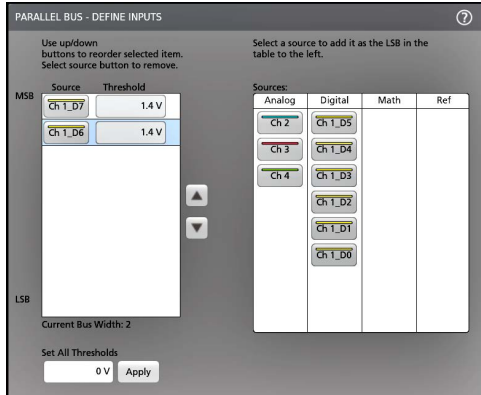 PARALLEL BUS - DEFINE INPUTS
?
Use up/down
buttons to reorder selected item.
Select source button to remove.
Select a source to add it as the LSB in the
table to the left.
Source Threshold
MSB
Ch 1_D7 1.4 V
Ch 1_D6 1.4 V
LSB
Current Bus Width: 2
Set All Thresholds
0 V Apply
Sources:
Analog Digital Math Ref
Ch 2 Ch 1_D5
Ch 3 Ch 1_D4
Ch 4 Ch 1_D3
Ch 1_D2
Ch 1_D1
Ch 1_D0